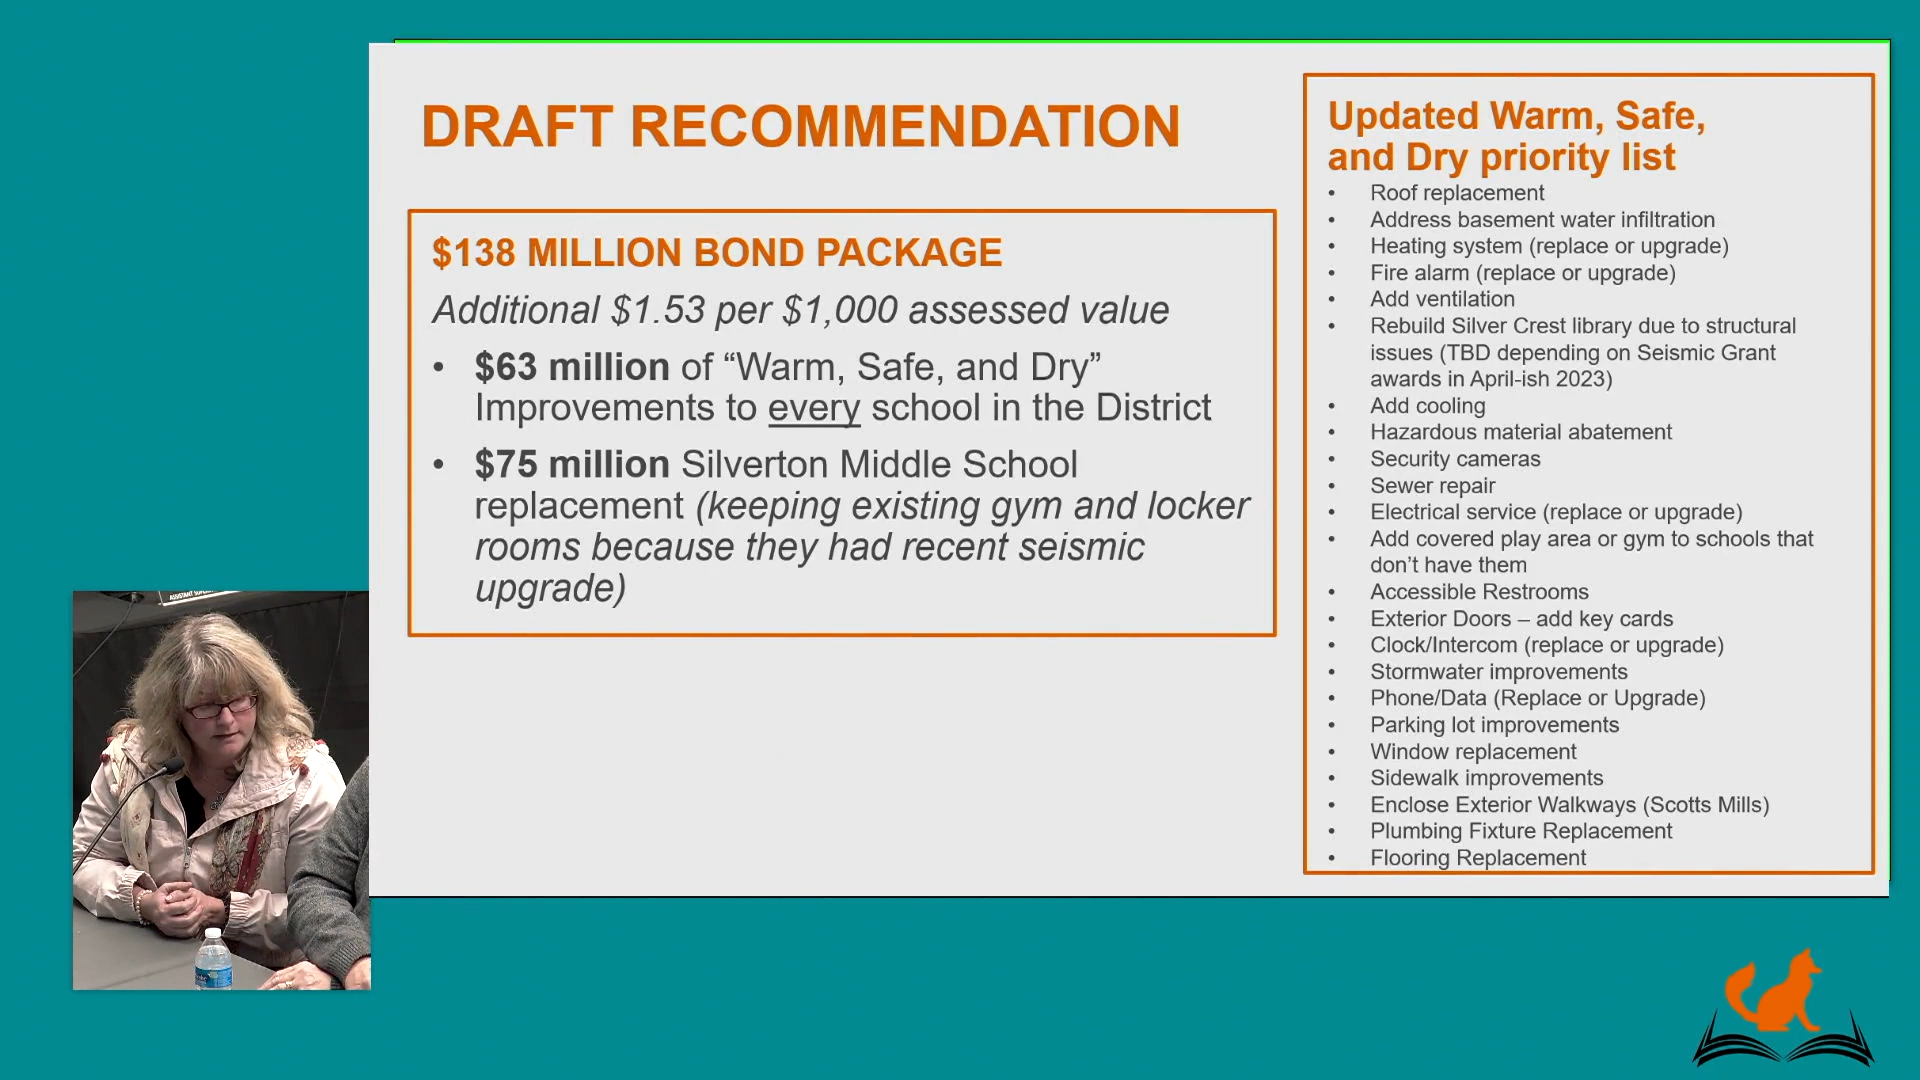 DRAFT RECOMMENDATION
$138 MILLION BOND PACKAGE
Additional $1.53 per $1,000 assessed value
• $63 million of “Warm, Safe, and Dry”
Improvements to every school in the District
• $75 million Silverton Middle School
replacement (keeping existing gym and locker
rooms because they had recent seismic
upgrade)
Updated Warm, Safe,
and Dry priority list
• Roof replacement
• Address basement water infiltration
• Heating system (replace or upgrade)
• Fire alarm (replace or upgrade)
• Add ventilation
• Rebuild Silver Crest library due to structural
issues (TBD depending on Seismic Grant
awards in April-ish 2023)
• Add cooling
• Hazardous material abatement
• Security cameras
• Sewer repair
• Electrical service (replace or upgrade)
• Add covered play area or gym to schools that
don’t have them
• Accessible Restrooms
• Exterior Doors – add key cards
• Clock/Intercom (replace or upgrade)
• Stormwater improvements
• Phone/Data (Replace or Upgrade)
• Parking lot improvements
• Window replacement
• Sidewalk improvements
• Enclose Exterior Walkways (Scotts Mills)
• Plumbing Fixture Replacement
• Flooring Replacement
ASSISTANT